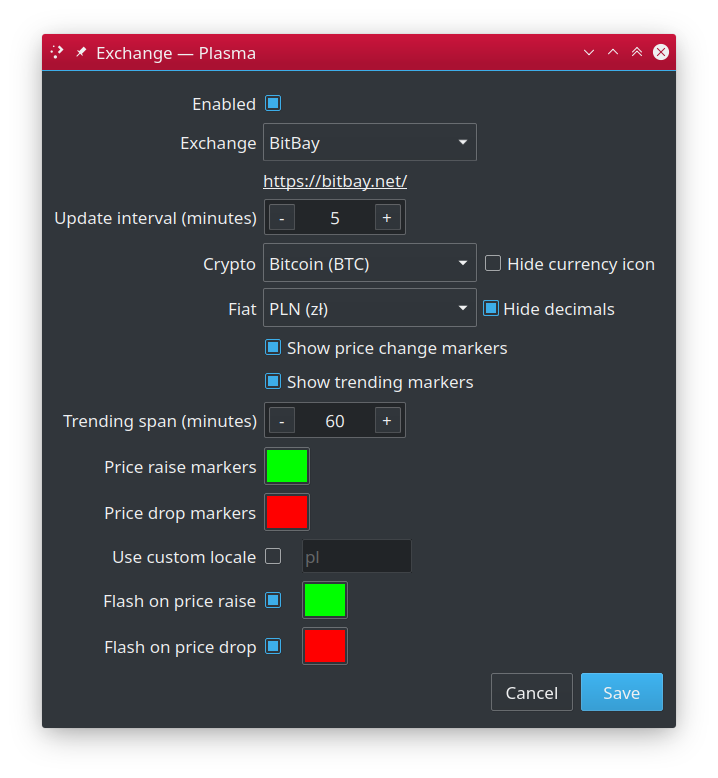 Exchange — Plasma
Enabled
Exchange BitBay
https://bitbay.net/
Update interval (minutes) - 5 +
Crypto Bitcoin (BTC) Hide currency icon
Fiat PLN (zł) Hide decimals
Show price change markers
Show trending markers
Trending span (minutes) - 60 +
Price raise markers
Price drop markers
Use custom locale pl
Flash on price raise
Flash on price drop
Cancel Save